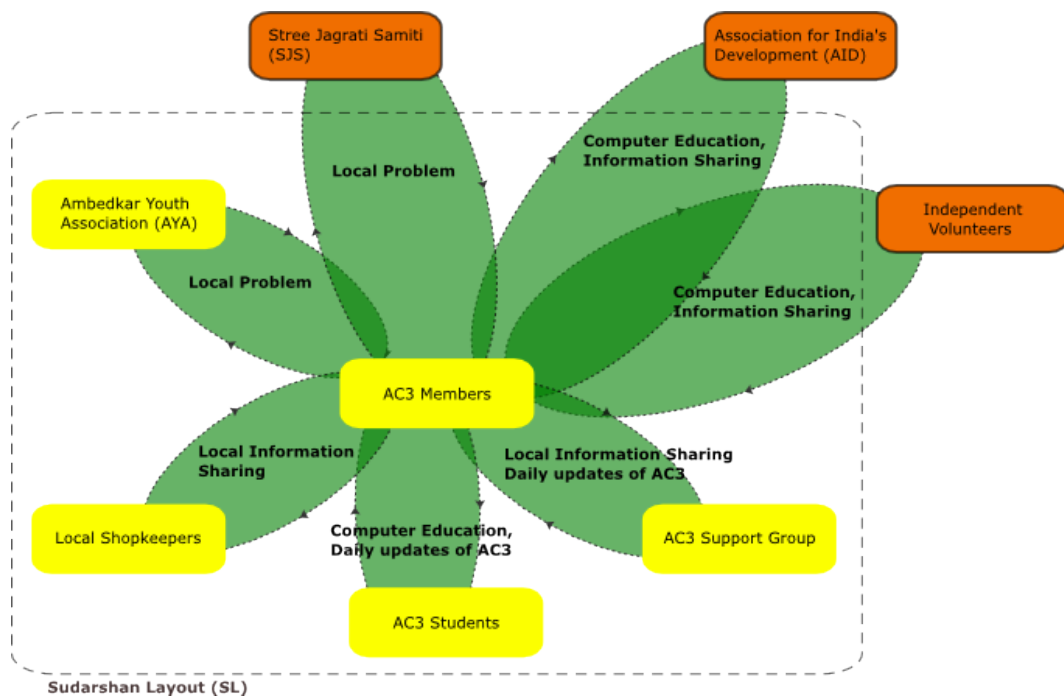 Stree Jagrati Samiti
(SJS)
Association for India's
Development (AID)
Computer Education,
Information Sharing
Local Problem
Ambedkar Youth
Association (AYA)
Independent
Volunteers
Local Problem
Computer Education,
Information Sharing
AC3 Members
Local Information
Sharing
Local Information Sharing
Daily updates of AC3
Local Shopkeepers
Computer Education,
Daily updates of AC3
AC3 Support Group
AC3 Students
Sudarshan Layout (SL)